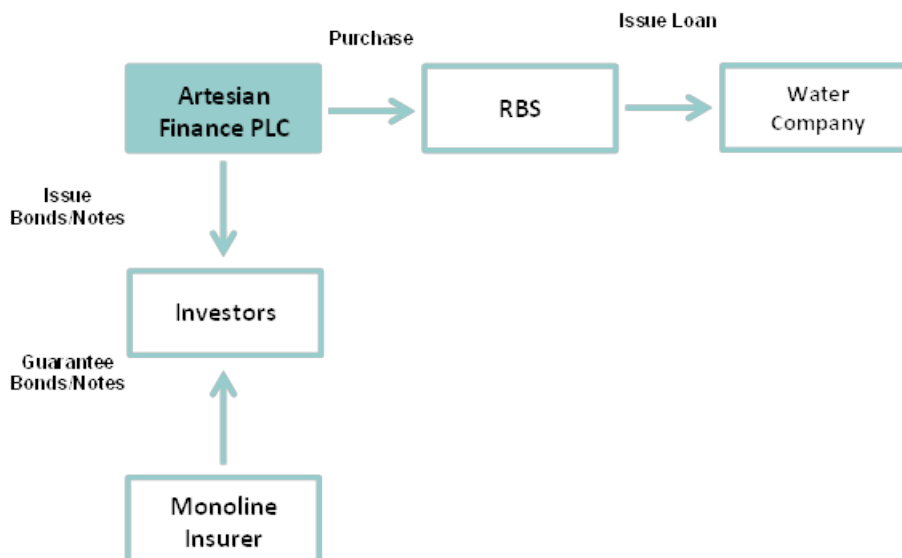 Purchase
Issue Loan
Artesian
Finance PLC
RBS
Water
Company
Issue
Bonds/Notes
Investors
Guarantee
Bonds/Notes
Monoline
Insurer